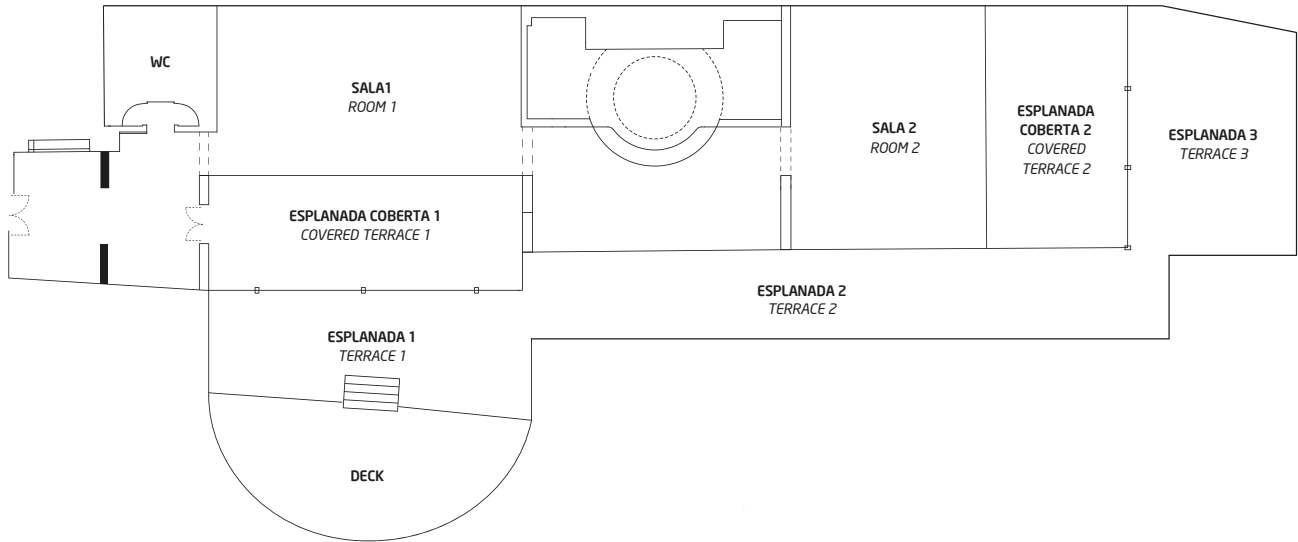 WC
SALA1
ROOM 1
ESPLANADA COBERTA 1
COVERED TERRACE 1
ESPLANADA 1
TERRACE 1
DECK
SALA 2
ROOM 2
ESPLANADA
COBERTA 2
COVERED
TERRACE 2
ESPLANADA 3
TERRACE 3
ESPLANADA 2
TERRACE 2